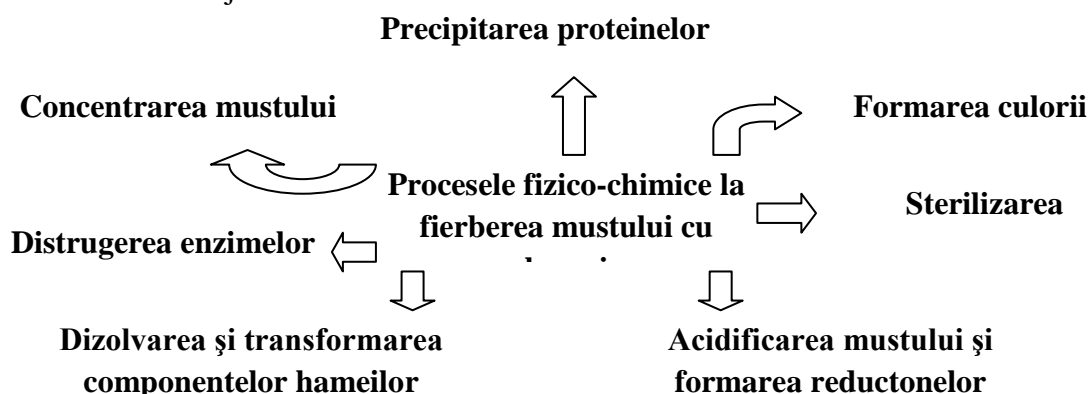 Precipitarea proteinelor
Concentrarea mustului
Formarea culorii
Procesele fizico-chimice la
fierberea mustului cu
Sterilizarea
Distrugerea enzimelor
Dizolvarea şi transformarea
componentelor hameilor
Acidificarea mustului şi
formarea reductonelor